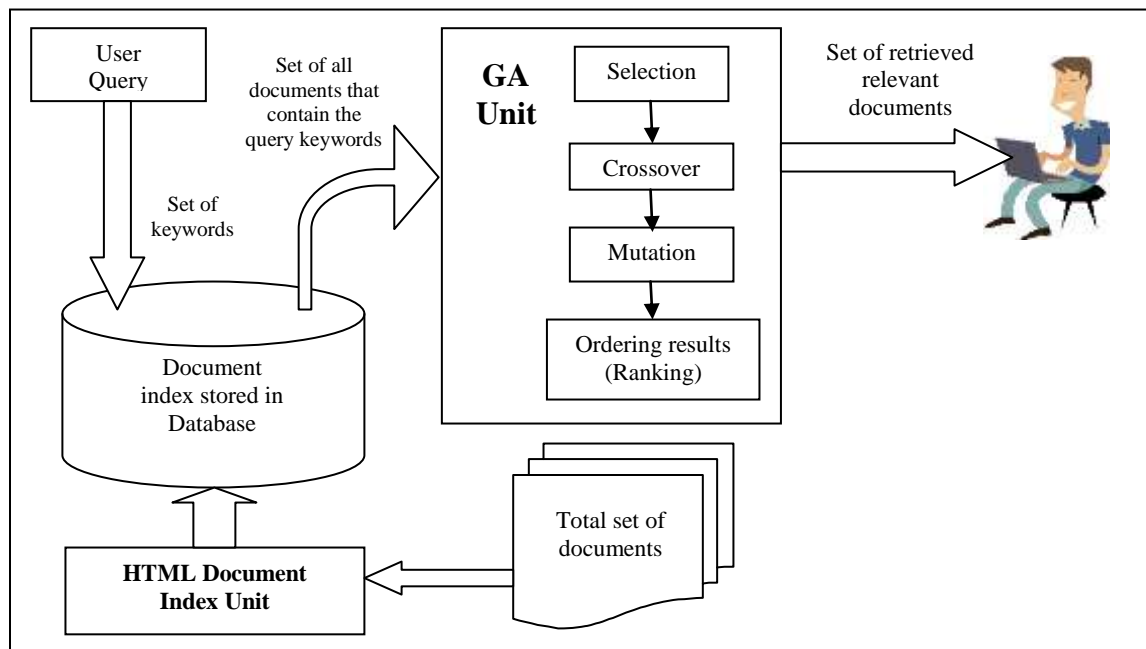 User
Query
Set of
keywords
Set of all
documents that
contain the
query keywords
GA
Unit
Selection
Crossover
Mutation
Ordering results
(Ranking)
Set of retrieved
relevant
documents
Document
index stored in
Database
HTML Document
Index Unit
Total set of
documents